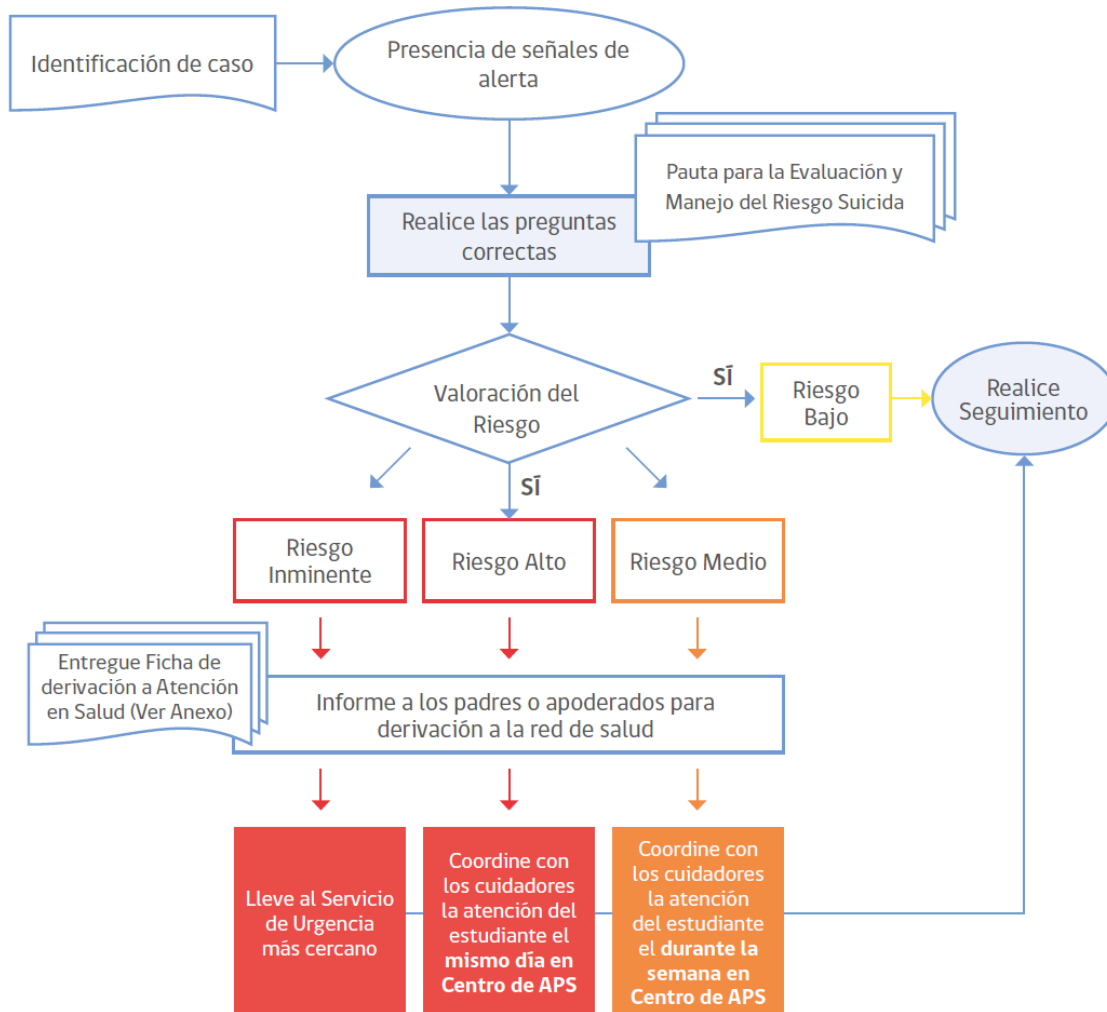 Identificación de caso
Presencia de señales de
alerta
Pauta para la Evaluación y
Manejo del Riesgo Suicida
Realice las preguntas
correctas
Valoración del
Riesgo
SÍ
Riesgo
Bajo
Realice
Seguimiento
SÍ
Riesgo
Inminente
Riesgo Alto
Riesgo Medio
Entregue Ficha de
derivación a Atención
en Salud (Ver Anexo)
Informe a los padres o apoderados para
derivación a la red de salud
Lleve al Servicio
de Urgencia
más cercano
Coordine con
los cuidadores
la atención del
estudiante el
mismo día en
Centro de APS
Coordine con
los cuidadores
la atención
del estudiante
el durante la
semana en
Centro de APS